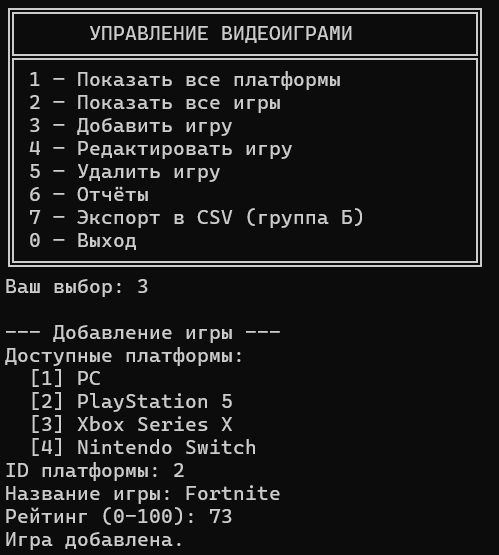 УПРАВЛЕНИЕ ВИДЕОИГРАМИ
1 — Показать все платформы
2 — Показать все игры
3 — Добавить игру
4 — Редактировать игру
5 — Удалить игру
6 — Отчёты
7 — Экспорт в CSV (группа Б)
0 — Выход
Ваш выбор: 3
--- Добавление игры ---
Доступные платформы:
[1] PC
[2] PlayStation 5
[3] Xbox Series X
[4] Nintendo Switch
ID платформы: 2
Название игры: Fortnite
Рейтинг (0-100): 73
Игра добавлена.